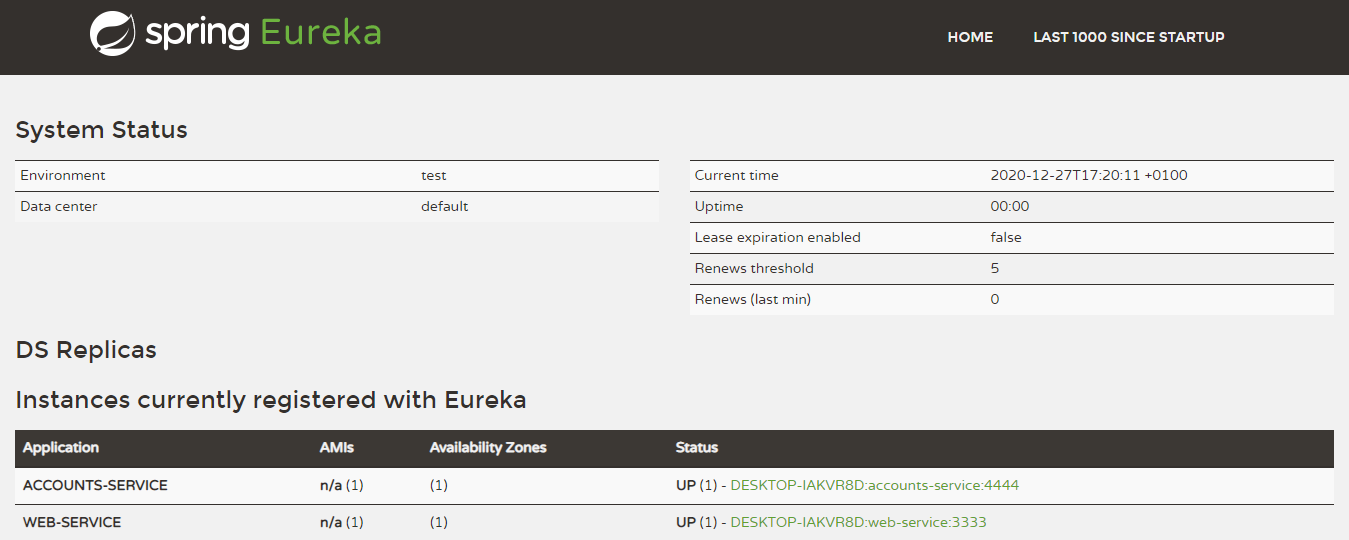 spring Eureka
HOME LAST 1000 SINCE STARTUP
System Status
Environment test
Data center default
Current time 2020-12-27T17:20:11 +0100
Uptime 00:00
Lease expiration enabled false
Renews threshold 5
Renews (last min) 0
DS Replicas
Instances currently registered with Eureka
Application AMIs Availability Zones Status
ACCOUNTS-SERVICE n/a (1) (1) UP (1) - DESKTOP-IAKVR8D:accounts-service:4444
WEB-SERVICE n/a (1) (1) UP (1) - DESKTOP-IAKVR8D:web-service:3333